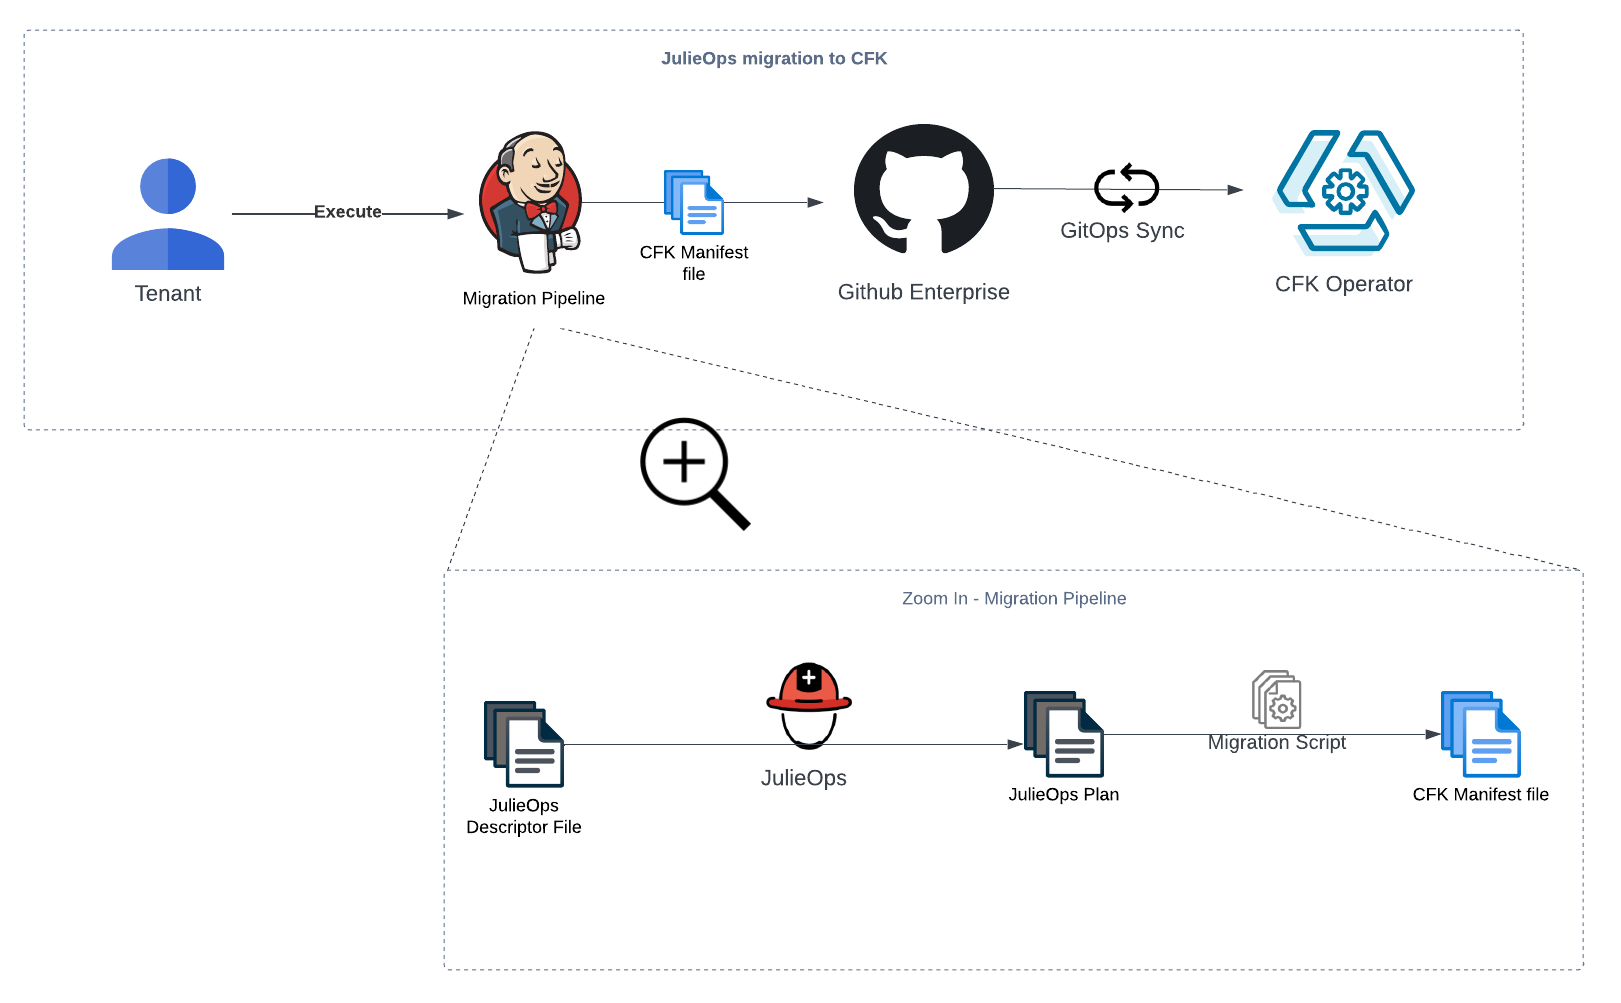 JulieOps migration to CFK
Execute
Tenant
Migration Pipeline
CFK Manifest
file
Github Enterprise
GitOps Sync
CFK Operator
Zoom In - Migration Pipeline
JulieOps
Descriptor File
JulieOps
JulieOps Plan
Migration Script
CFK Manifest file